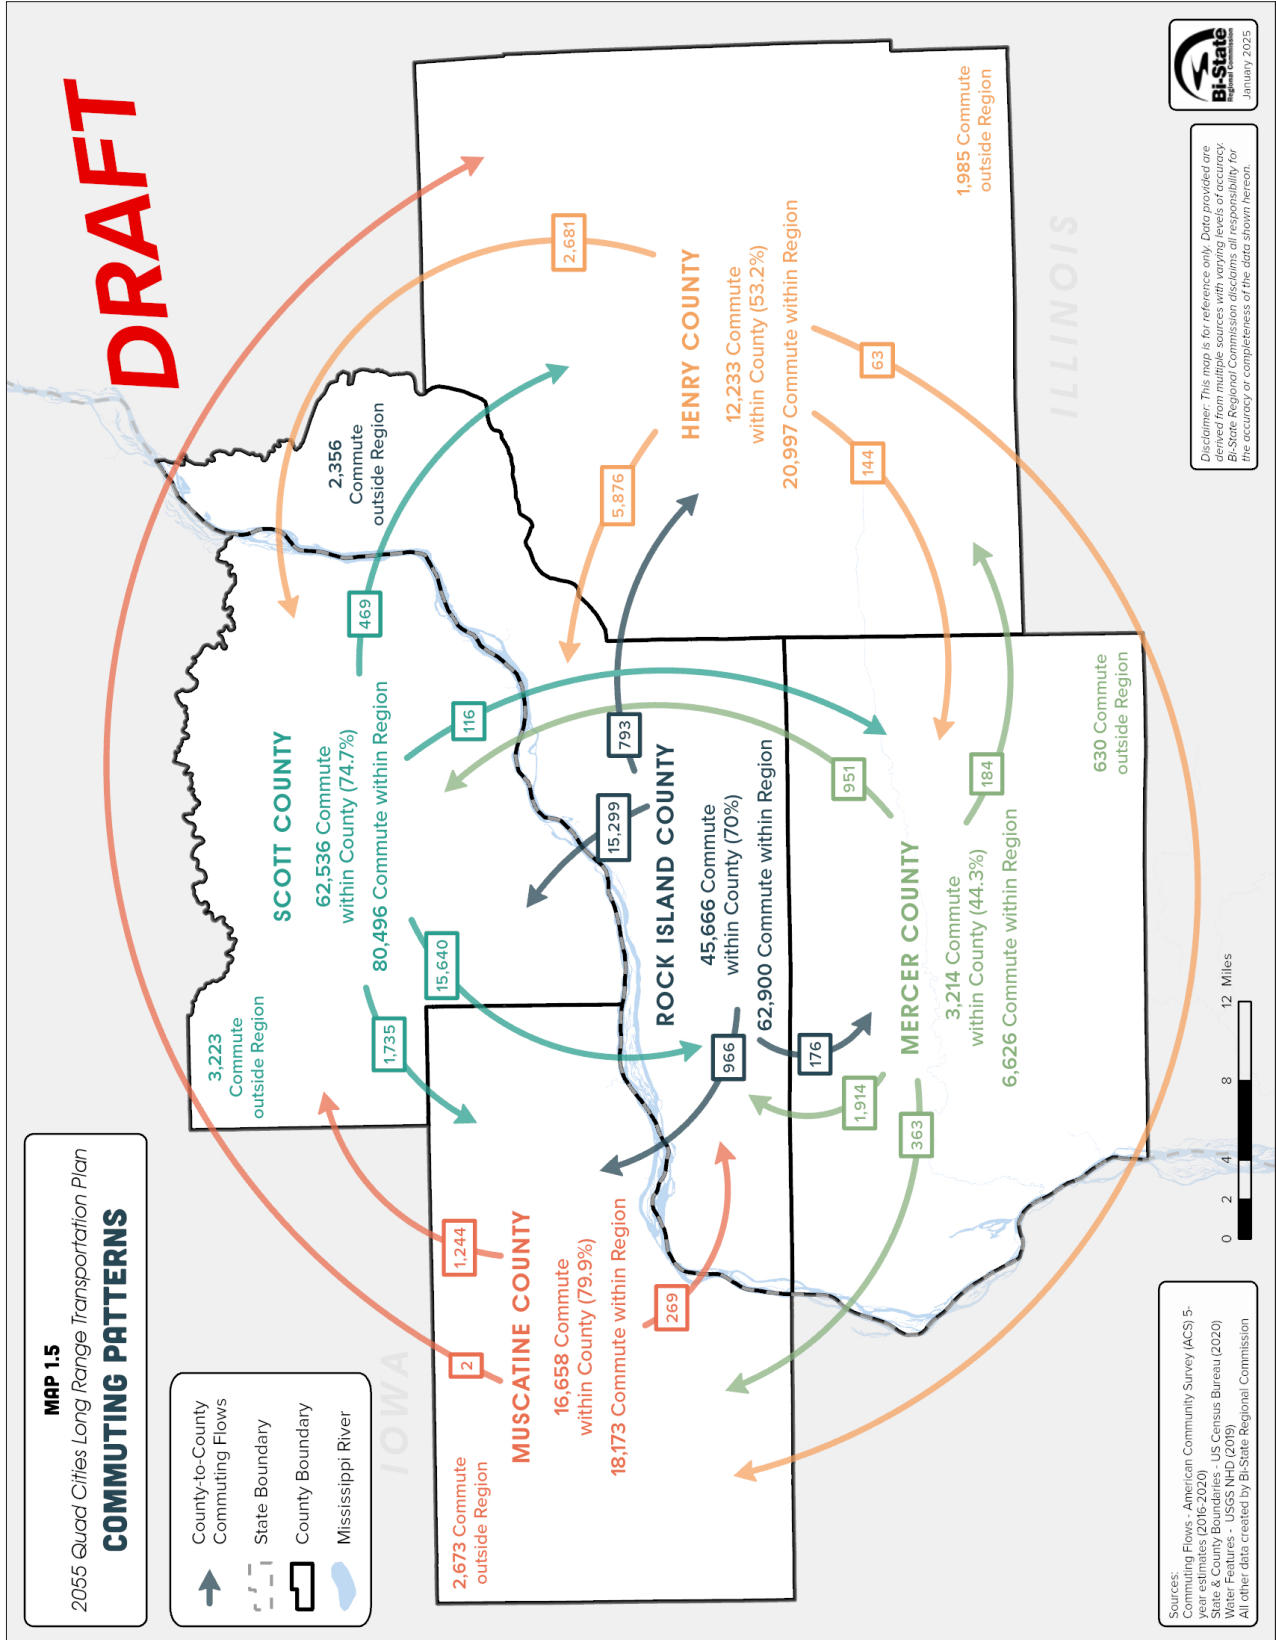 MAP 1.5
2055 Quad Cities Long Range Transportation Plan
COMMUTING PATTERNS
County-to-County
Commuting Flows
State Boundary
County Boundary
Mississippi River
DRAFT
IOWA
ILLINOIS
3,223
Commute
outside Region
SCOTT COUNTY
62,536 Commute
within County (74.7%)
80,496 Commute within Region
1,735
15,640
116
469
2,356
Commute
outside Region
2,673 Commute
outside Region
MUSCATINE COUNTY
16,658 Commute
within County (79.9%)
18,173 Commute within Region
2
1,244
269
ROCK ISLAND COUNTY
45,666 Commute
within County (70%)
62,900 Commute within Region
15,299
793
966
176
HENRY COUNTY
12,233 Commute
within County (53.2%)
20,997 Commute within Region
2,681
5,876
144
63
1,985 Commute
outside Region
MERCER COUNTY
3,214 Commute
within County (44.3%)
6,626 Commute within Region
1,914
363
951
184
630 Commute
outside Region
0 2 4 8 12 Miles
Sources:
Commuting Flows - American Community Survey (ACS) 5-
year estimates (2016-2020)
State & County Boundaries - US Census Bureau (2020)
Water Features - USGS NHD (2019)
All other data created by Bi-State Regional Commission
Disclaimer: This map is for reference only. Data provided are
derived from multiple sources with varying levels of accuracy.
Bi-State Regional Commission disclaims all responsibility for
the accuracy or completeness of the data shown hereon.
Bi-State
Regional Commission
January 2025